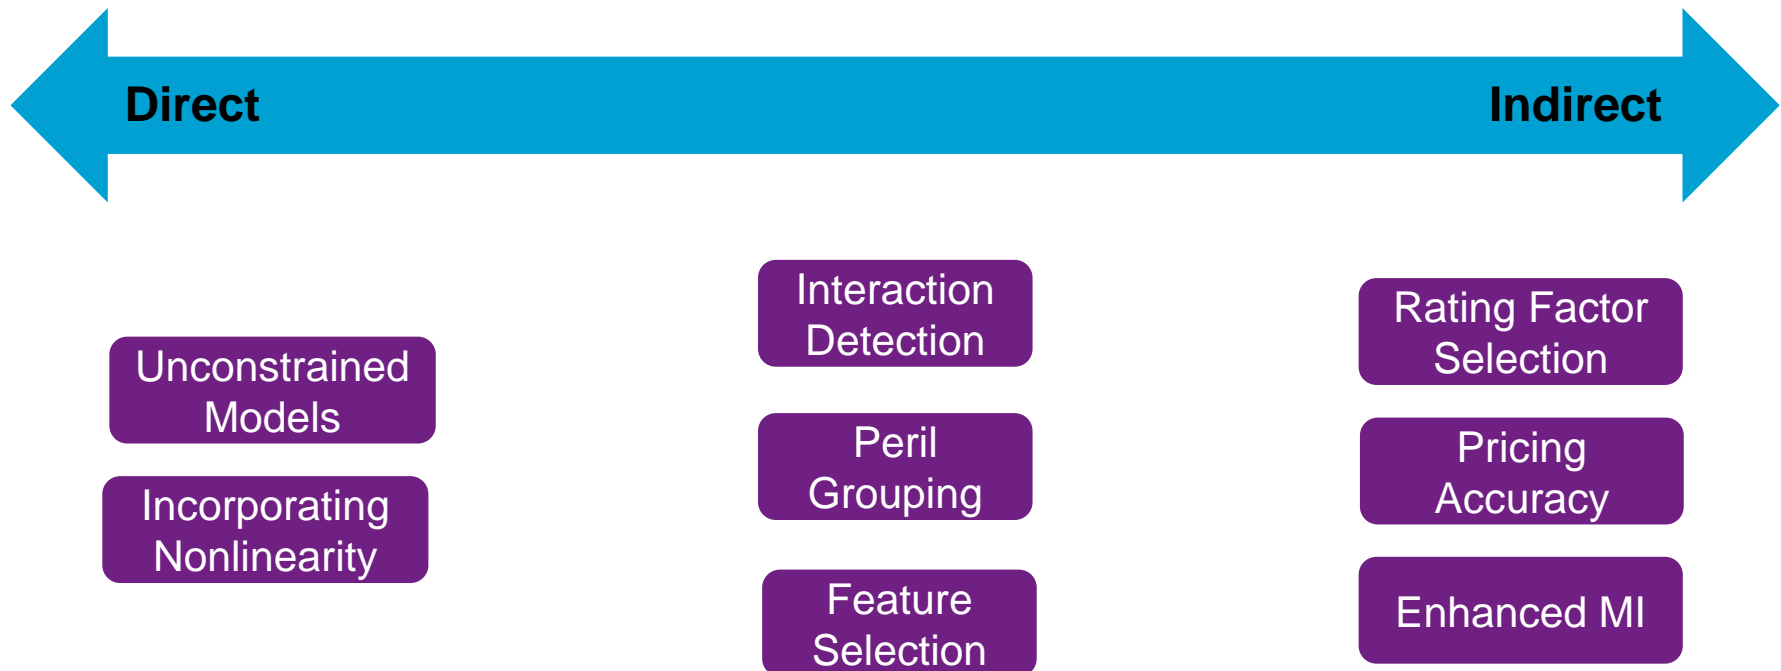 Direct
Indirect
Unconstrained
Models
Incorporating
Nonlinearity
Interaction
Detection
Peril
Grouping
Feature
Selection
Rating Factor
Selection
Pricing
Accuracy
Enhanced MI